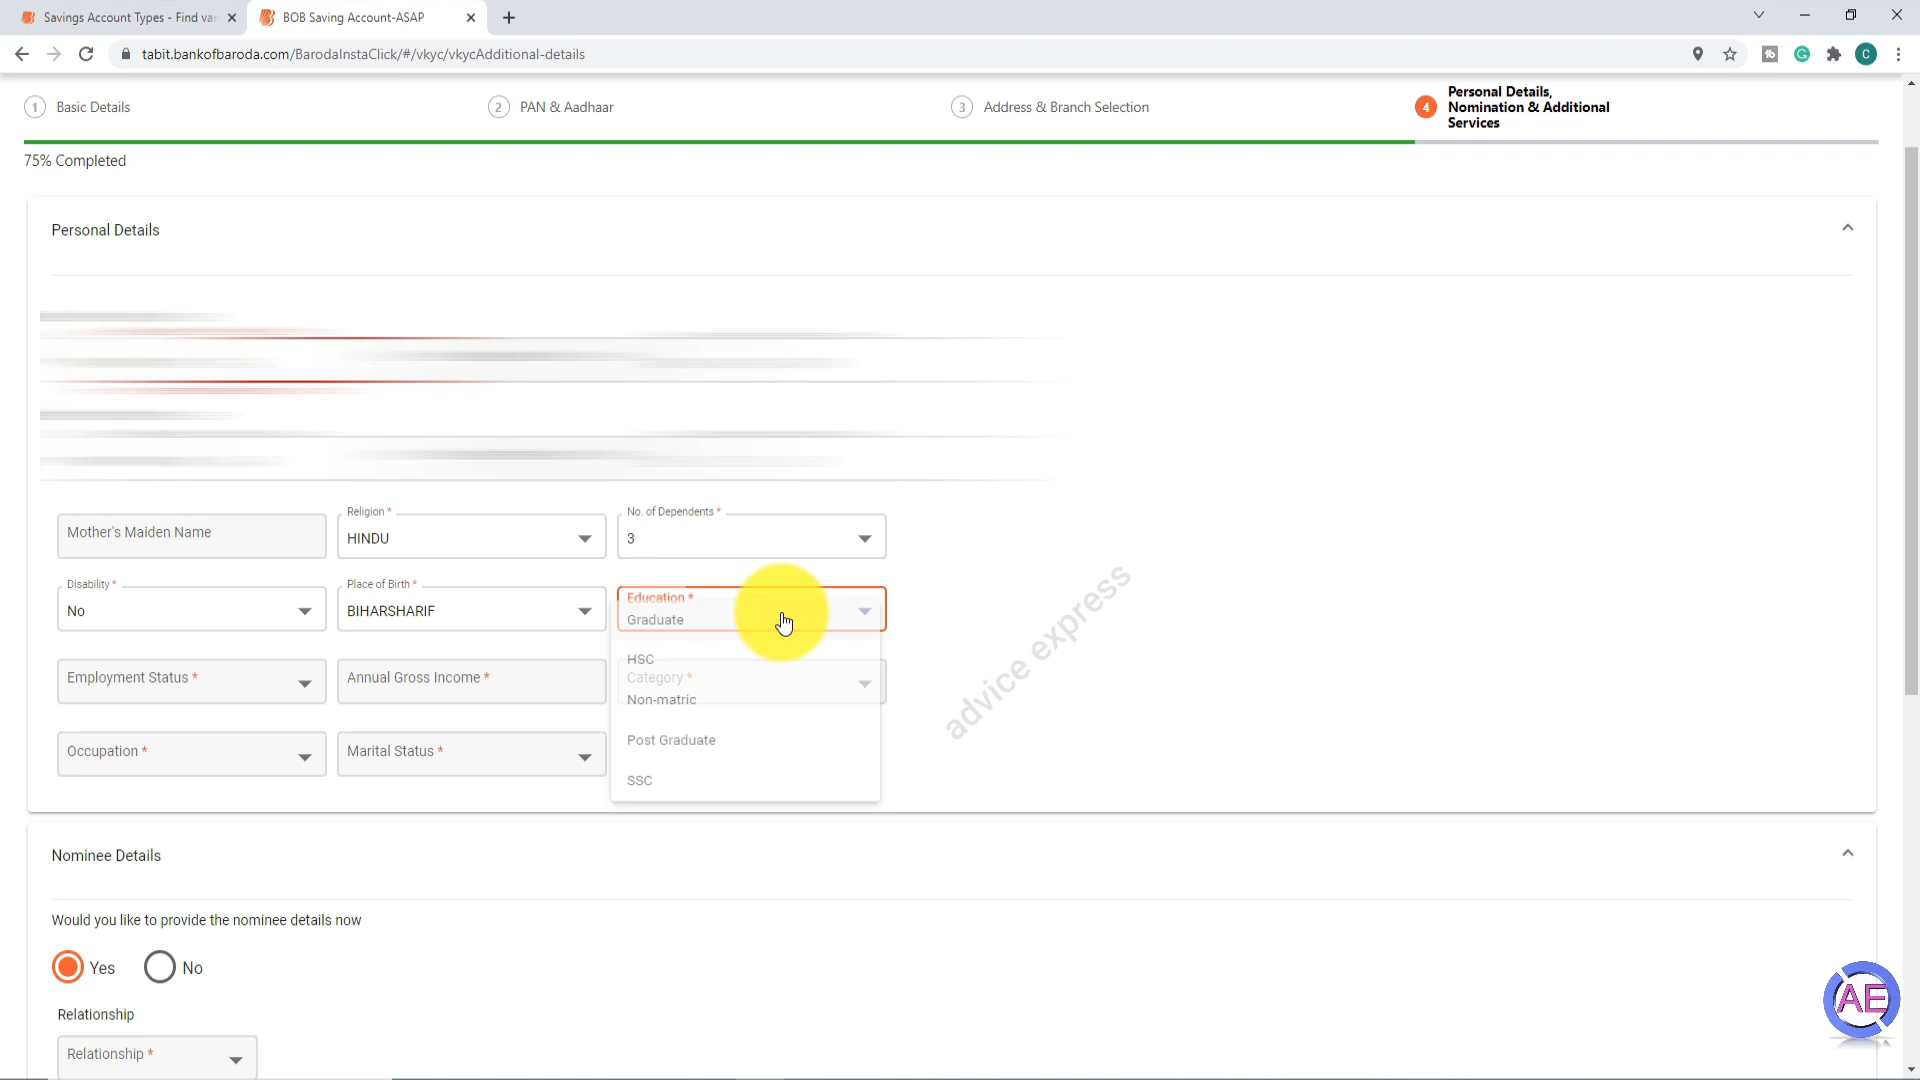 Savings Account Types - Find va
BOB Saving Account-ASAP
tabit.bankofbaroda.com/BarodaInstaClick/#/vkyc/vkycAdditional-details
C
1 Basic Details
2 PAN & Aadhaar
3 Address & Branch Selection
4 Personal Details,
Nomination & Additional
Services
75% Completed
Personal Details
Mother's Maiden Name
Religion *
HINDU
No. of Dependents *
3
Disability *
No
Place of Birth *
BIHARSHARIF
Education *
Graduate
HSC
Non-matric
Post Graduate
SSC
Employment Status *
Annual Gross Income *
Category *
Occupation *
Marital Status *
advice express
Nominee Details
Would you like to provide the nominee details now
Yes
No
Relationship
Relationship *
AE